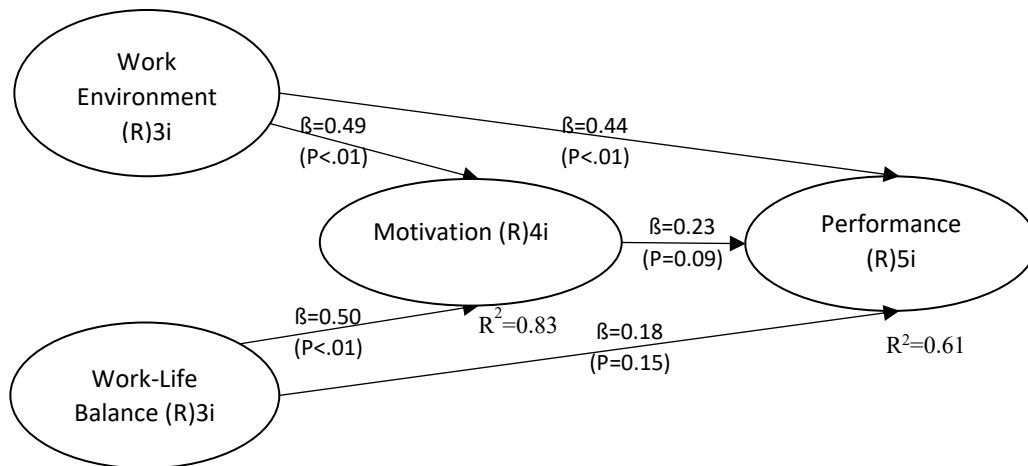 Work
Environment
(R)3i
ß=0.49
(P<.01)
ß=0.44
(P<.01)
Motivation (R)4i
ß=0.23
(P=0.09)
Performance
(R)5i
ß=0.50
(P<.01)
R²=0.83
ß=0.18
(P=0.15)
R²=0.61
Work-Life
Balance (R)3i